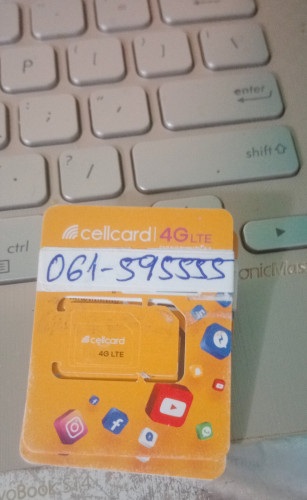 P
{ [
} ]
| \
: ;
" '
enter
? /
shift
ctrl
cellcard | 4G LTE
061-595555
cellcard
4G LTE